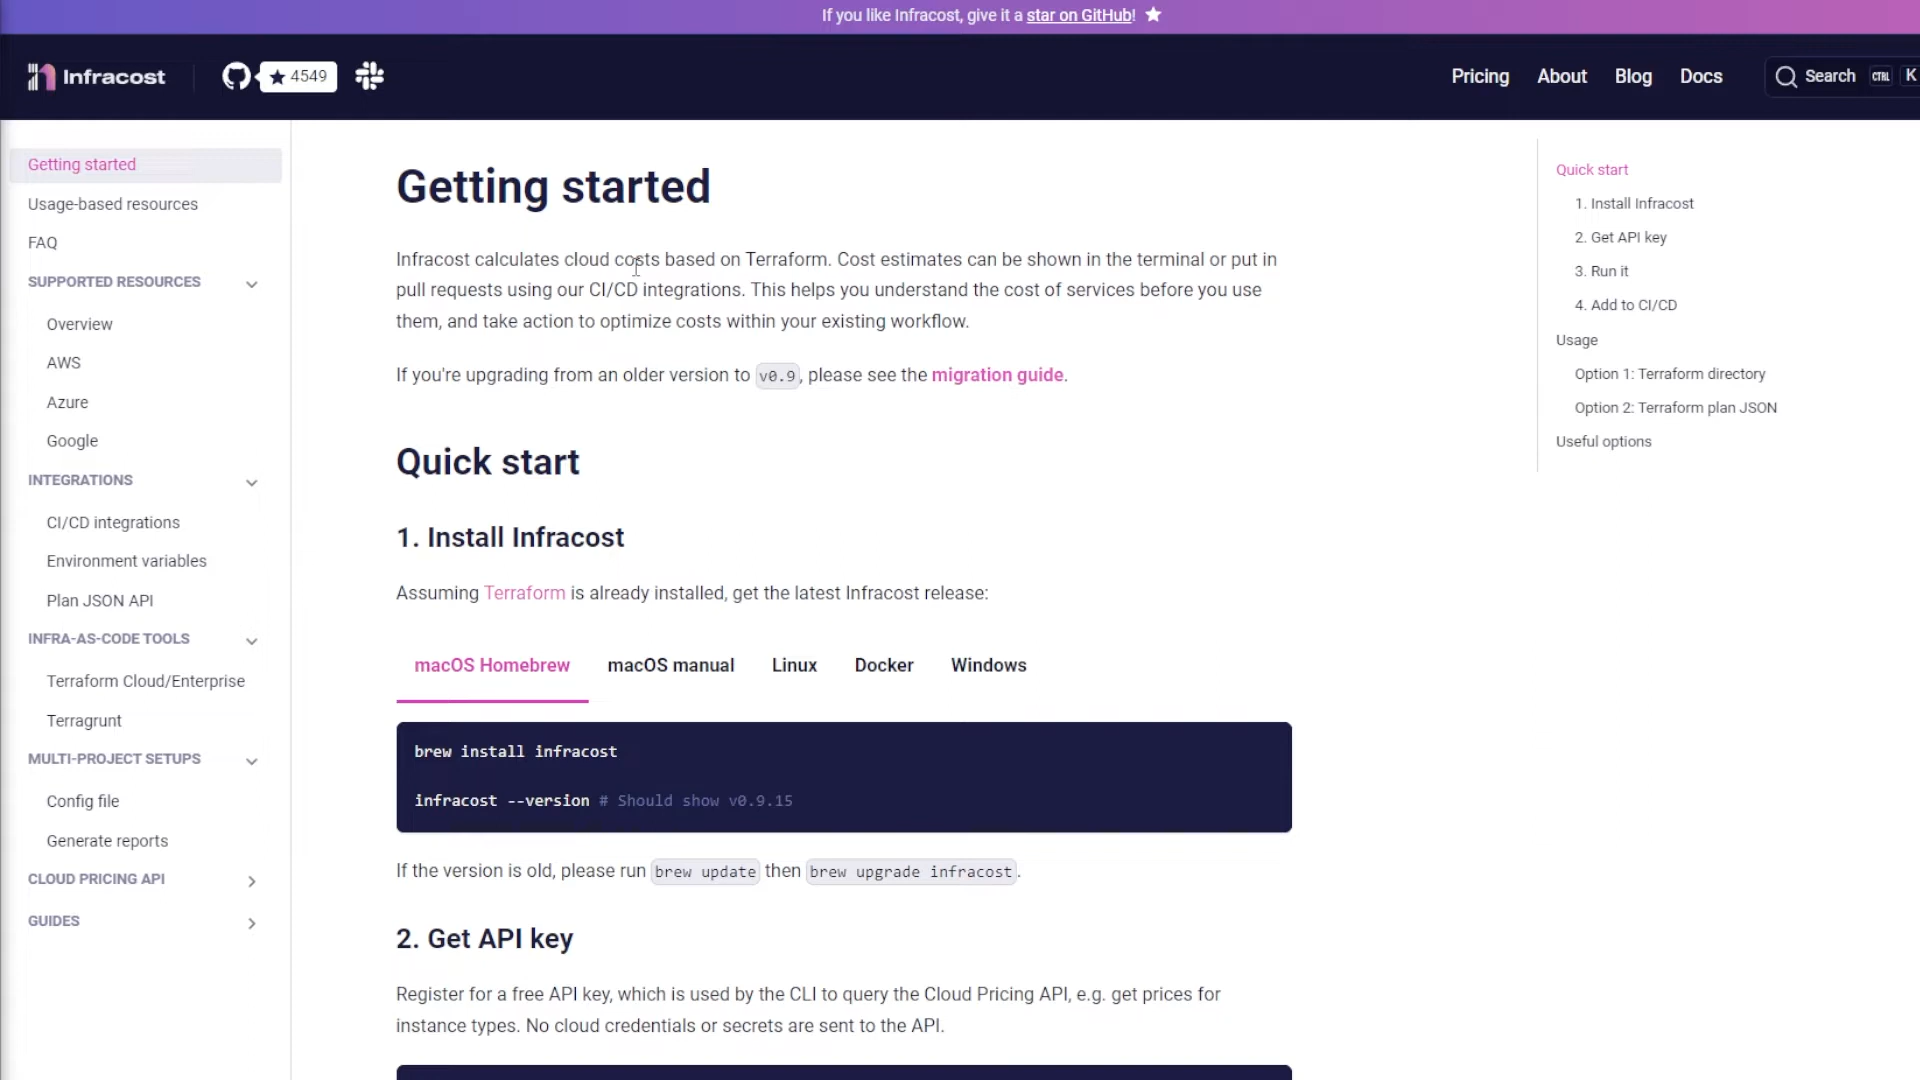 If you like Infracost, give it a star on GitHub! ★
Infracost
★ 4549
Pricing
About
Blog
Docs
Search CTRL K
Getting started
Usage-based resources
FAQ
SUPPORTED RESOURCES
Overview
AWS
Azure
Google
INTEGRATIONS
CI/CD integrations
Environment variables
Plan JSON API
INFRA-AS-CODE TOOLS
Terraform Cloud/Enterprise
Terragrunt
MULTI-PROJECT SETUPS
Config file
Generate reports
CLOUD PRICING API
GUIDES
Getting started
Infracost calculates cloud costs based on Terraform. Cost estimates can be shown in the terminal or put in
pull requests using our CI/CD integrations. This helps you understand the cost of services before you use
them, and take action to optimize costs within your existing workflow.
If you're upgrading from an older version to v0.9, please see the migration guide.
Quick start
1. Install Infracost
Assuming Terraform is already installed, get the latest Infracost release:
macOS Homebrew
macOS manual
Linux
Docker
Windows
brew install infracost
infracost --version # Should show v0.9.15
If the version is old, please run brew update then brew upgrade infracost.
2. Get API key
Register for a free API key, which is used by the CLI to query the Cloud Pricing API, e.g. get prices for
instance types. No cloud credentials or secrets are sent to the API.
Quick start
1. Install Infracost
2. Get API key
3. Run it
4. Add to CI/CD
Usage
Option 1: Terraform directory
Option 2: Terraform plan JSON
Useful options